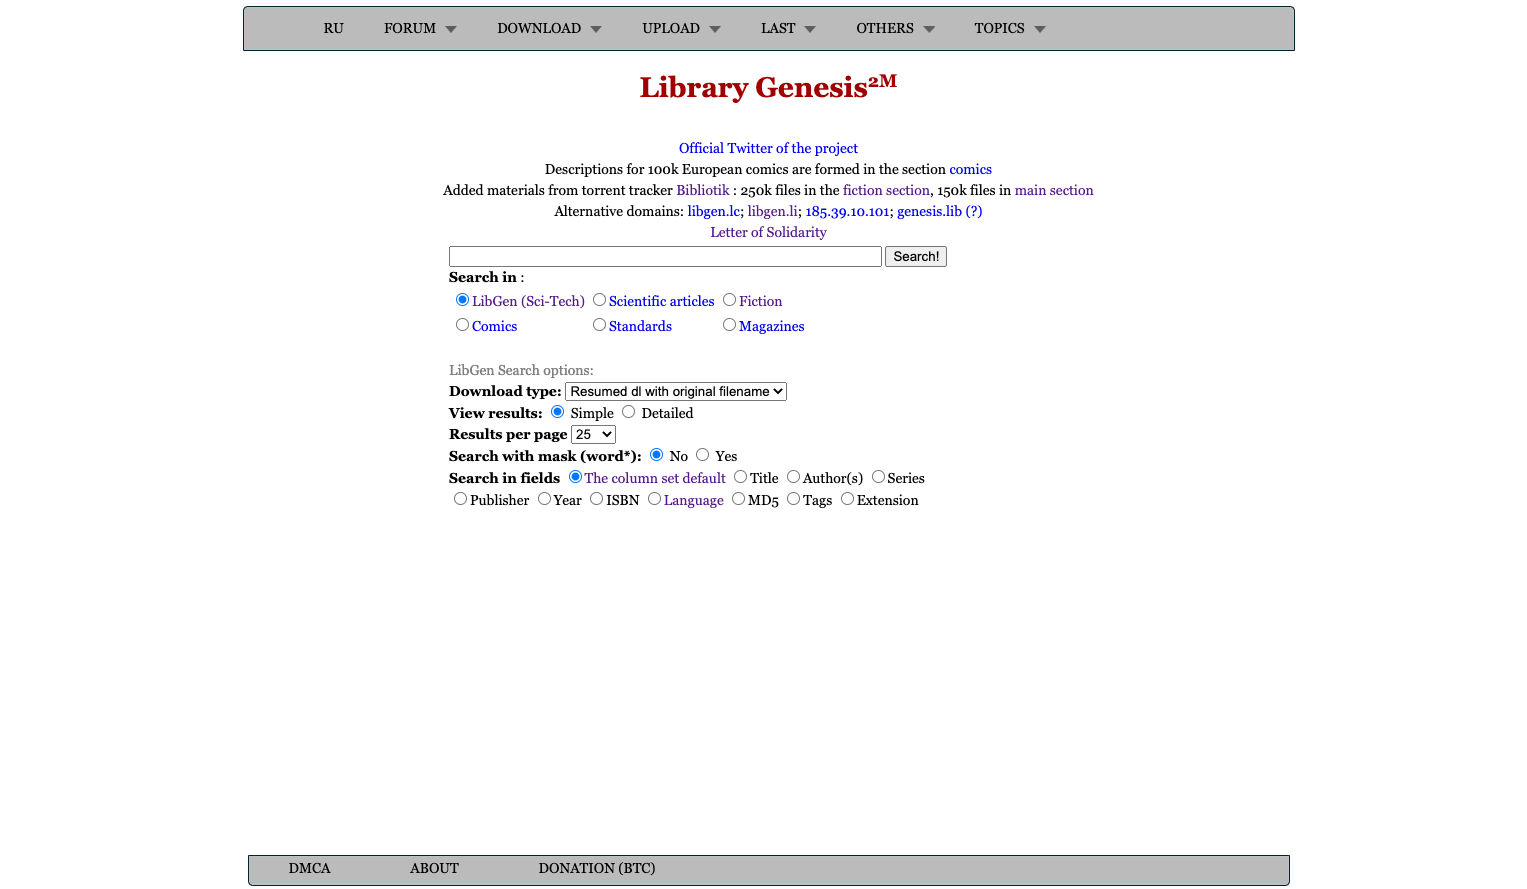 RU FORUM DOWNLOAD UPLOAD LAST OTHERS TOPICS
Library Genesis2M
Official Twitter of the project
Descriptions for 100k European comics are formed in the section comics
Added materials from torrent tracker Bibliotik : 250k files in the fiction section, 150k files in main section
Alternative domains: libgen.lc; libgen.li; 185.39.10.101; genesis.lib (?)
Letter of Solidarity
Search!
Search in :
LibGen (Sci-Tech) Scientific articles Fiction
Comics Standards Magazines
LibGen Search options:
Download type: Resumed dl with original filename
View results: Simple Detailed
Results per page 25
Search with mask (word*): No Yes
Search in fields The column set default Title Author(s) Series
Publisher Year ISBN Language MD5 Tags Extension
DMCA ABOUT DONATION (BTC)